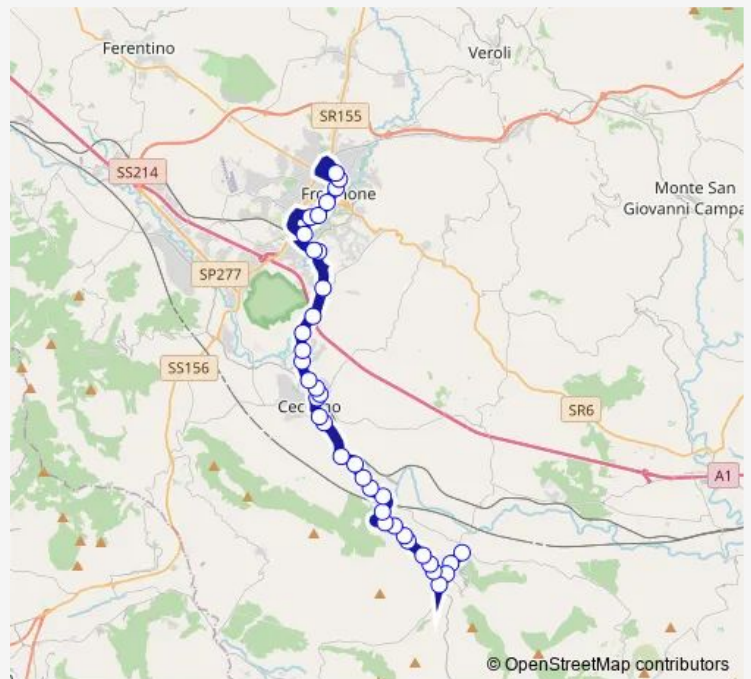 Ferentino
Veroli
SR155
SS214
Monte San
Giovanni Campa
SP277
SS156
SR6
A1
© OpenStreetMap contributors